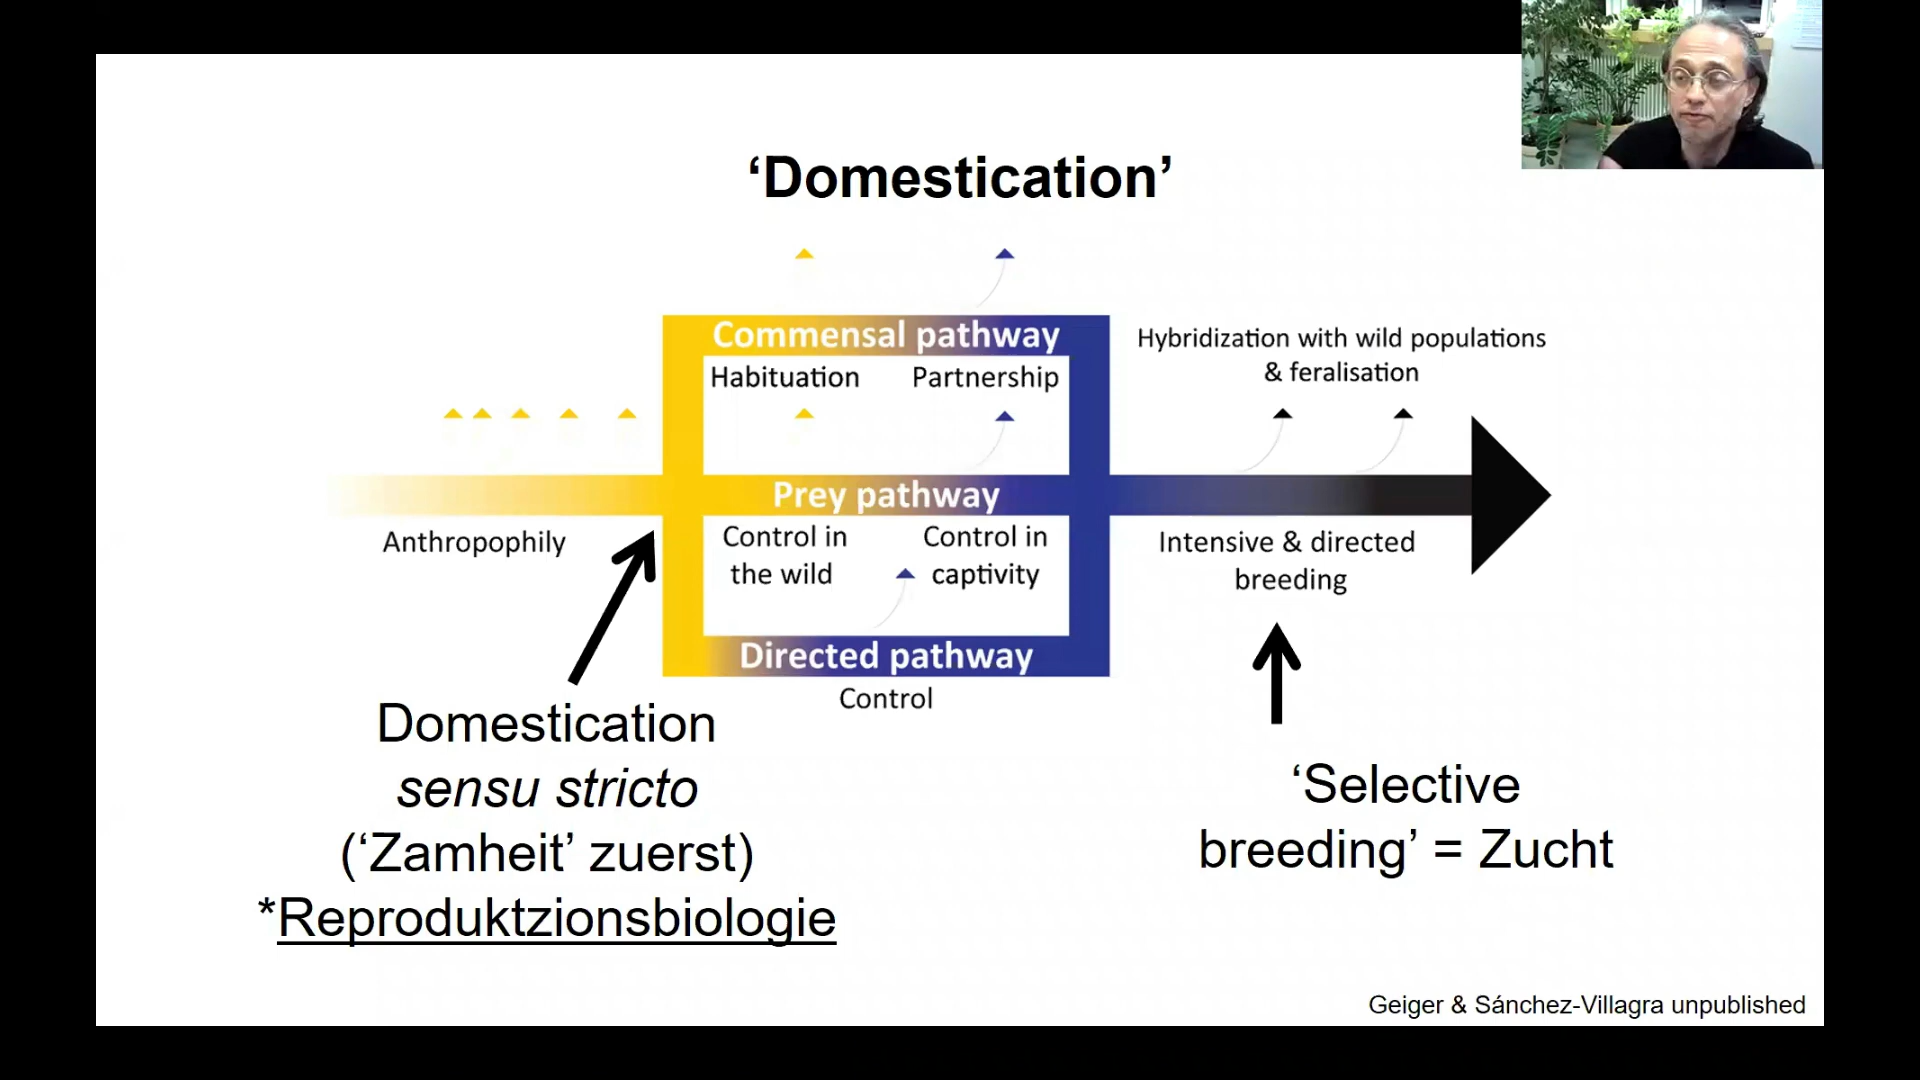 ‘Domestication’
Commensal pathway
Habituation
Partnership
Hybridization with wild populations
& feralisation
Prey pathway
Anthropophily
Control in
the wild
Control in
captivity
Intensive & directed
breeding
Directed pathway
Control
Domestication
sensu stricto
(‘Zamheit’ zuerst)
*Reproduktzionsbiologie
‘Selective
breeding’ = Zucht
Geiger & Sánchez-Villagra unpublished